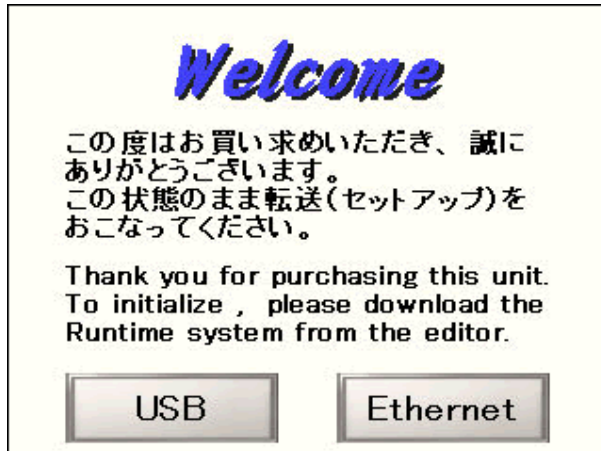 Welcome
この度はお買い求めいただき、誠に
ありがとうございます。
この状態のまま転送(セットアップ)を
おこなってください。
Thank you for purchasing this unit.
To initialize , please download the
Runtime system from the editor.
USB
Ethernet